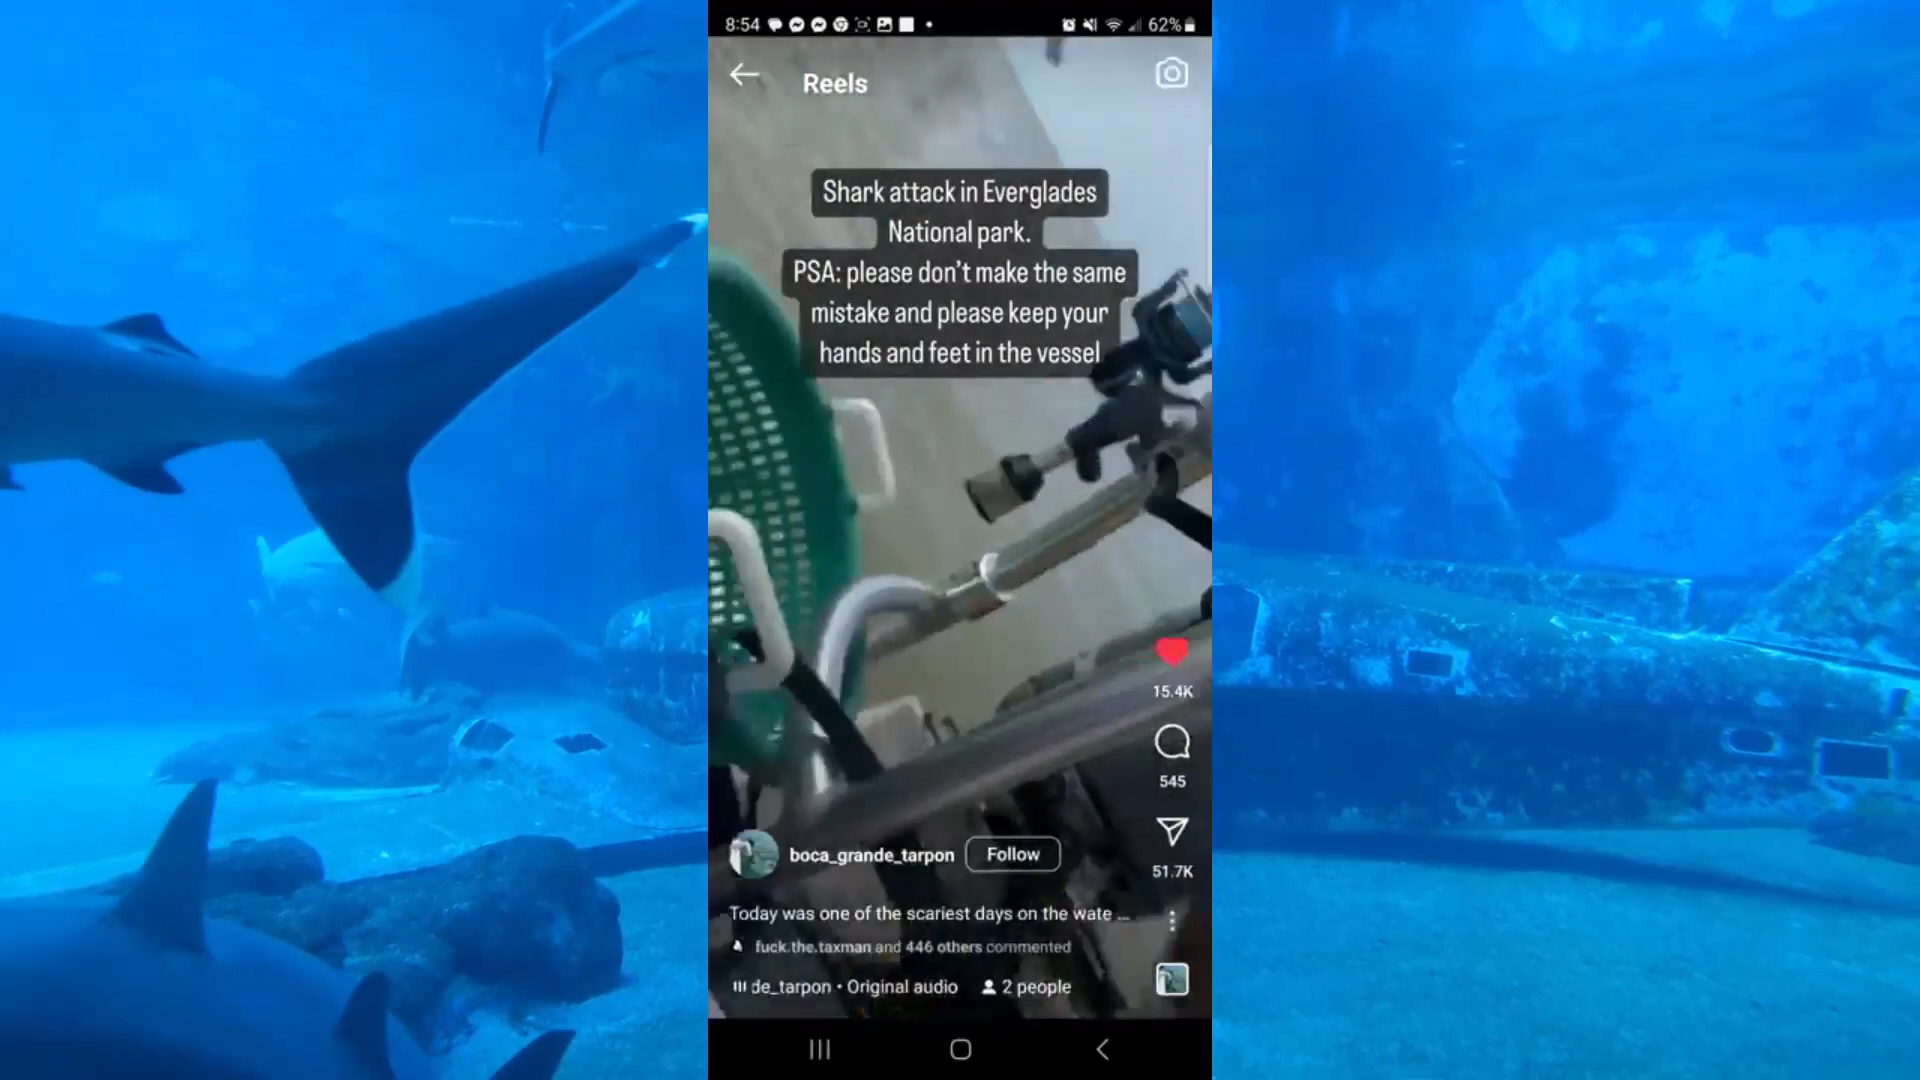 8:54
62%
Reels
Shark attack in Everglades
National park.
PSA: please don't make the same
mistake and please keep your
hands and feet in the vessel
15.4K
545
51.7K
boca_grande_tarpon
Follow
Today was one of the scariest days on the wate ...
fuck.the.taxman and 446 others commented
de_tarpon • Original audio
2 people